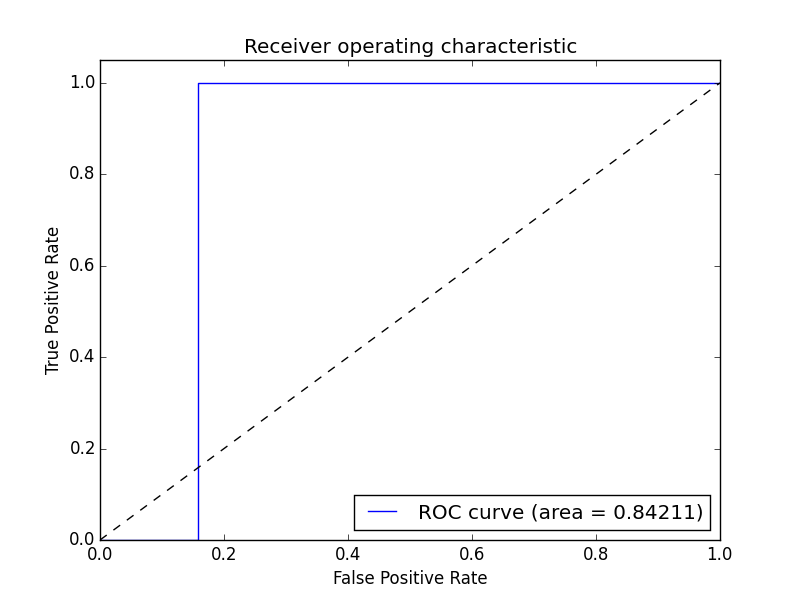 Receiver operating characteristic
True Positive Rate
1.0
0.8
0.6
0.4
0.2
0.0
ROC curve (area = 0.84211)
0.0 0.2 0.4 0.6 0.8 1.0
False Positive Rate